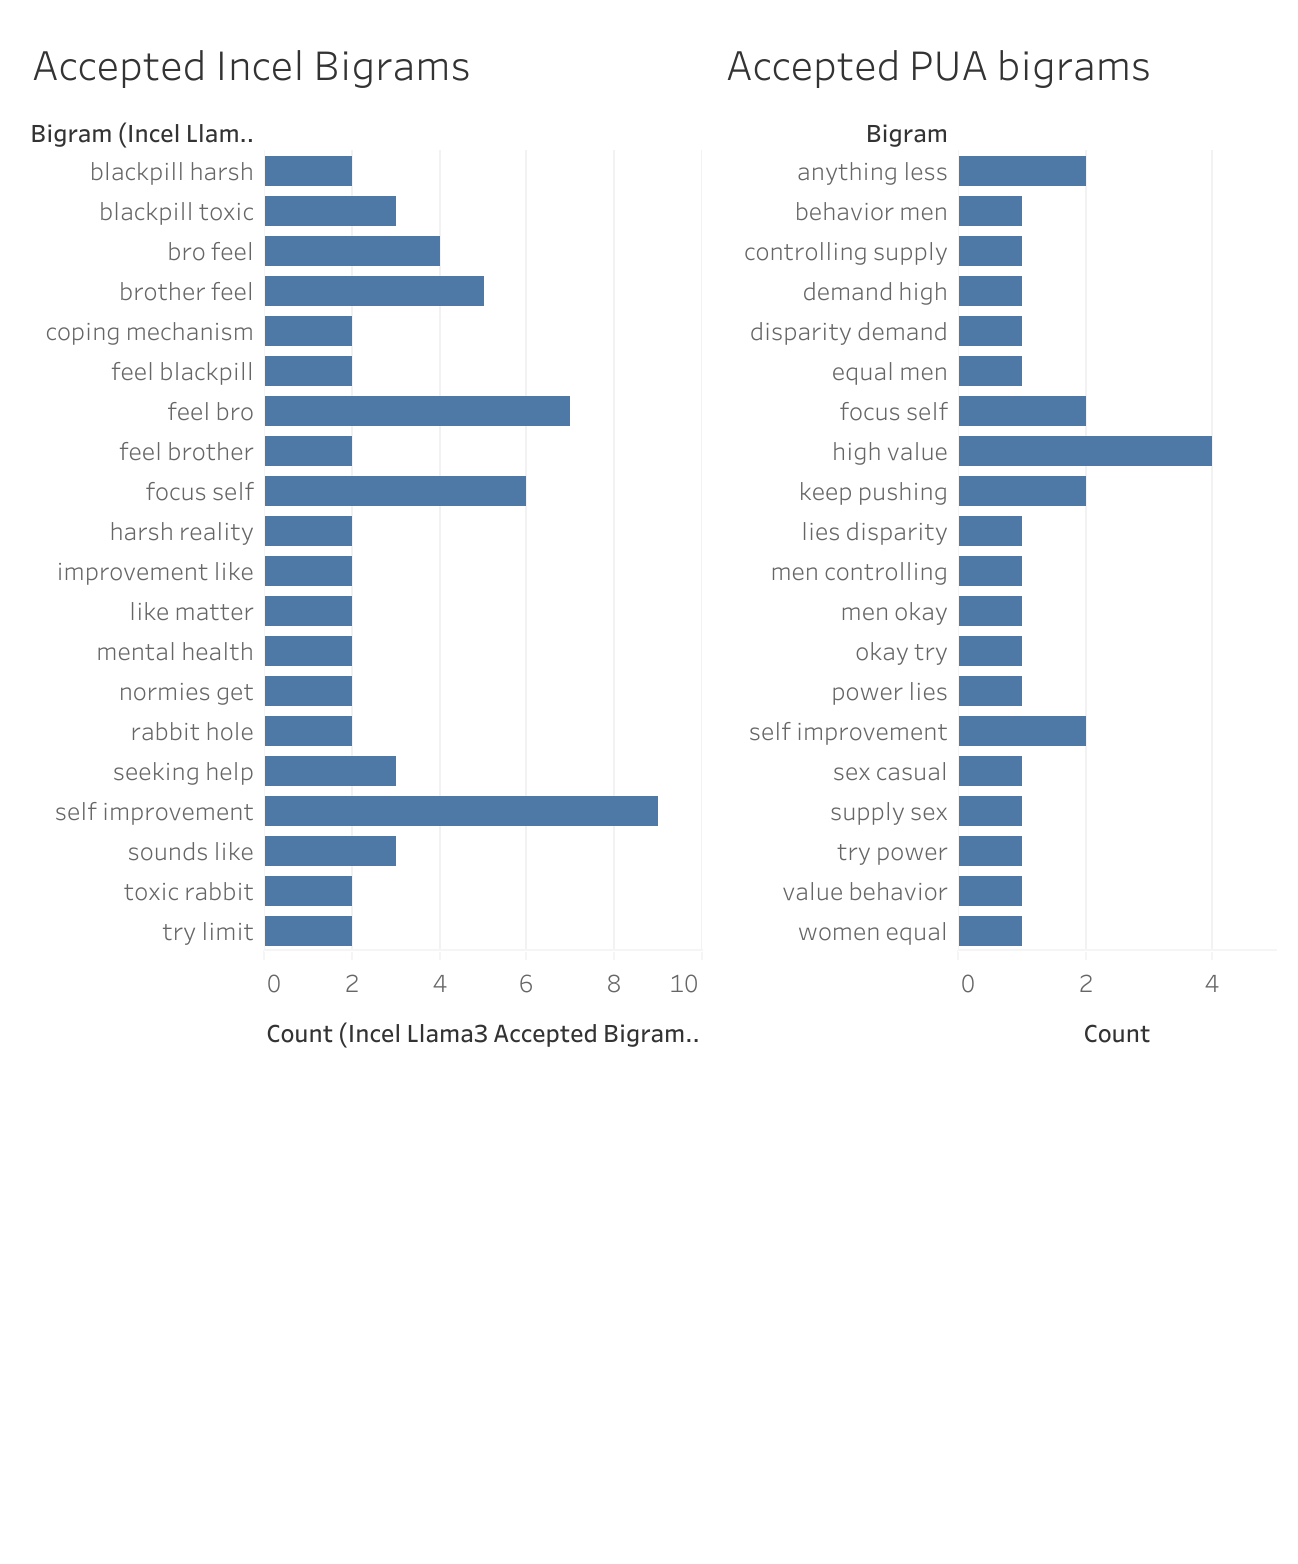 Accepted Incel Bigrams
Bigram (Incel Llam..
blackpill harsh
blackpill toxic
bro feel
brother feel
coping mechanism
feel blackpill
feel bro
feel brother
focus self
harsh reality
improvement like
like matter
mental health
normies get
rabbit hole
seeking help
self improvement
sounds like
toxic rabbit
try limit
0 2 4 6 8 10
Count (Incel Llama3 Accepted Bigram..
Accepted PUA bigrams
Bigram
anything less
behavior men
controlling supply
demand high
disparity demand
equal men
focus self
high value
keep pushing
lies disparity
men controlling
men okay
okay try
power lies
self improvement
sex casual
supply sex
try power
value behavior
women equal
0 2 4
Count